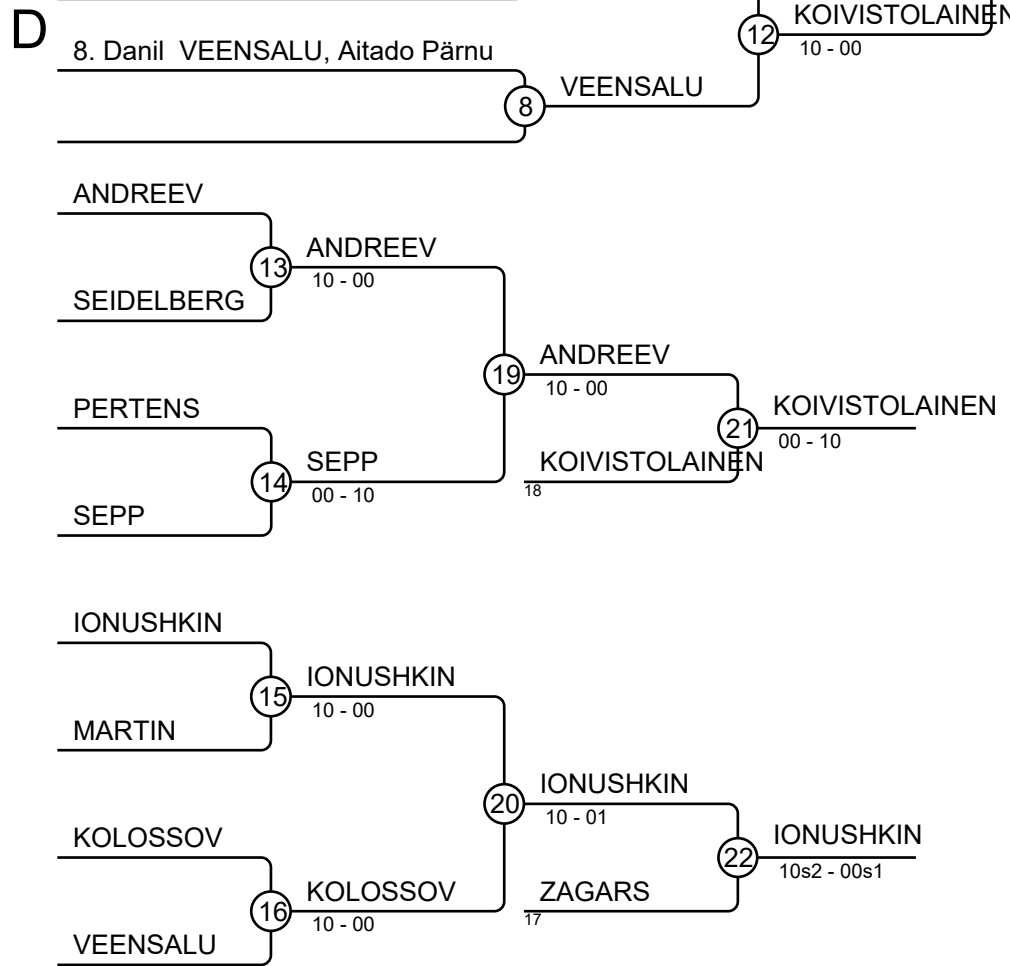 D
KOIVISTOLAINEN
12
10 - 00
8. Danil  VEENSALU, Aitado Pärnu
VEENSALU
8
ANDREEV
ANDREEV
13
10 - 00
SEIDELBERG
ANDREEV
19
10 - 00
PERTENS
KOIVISTOLAINEN
21
00 - 10
SEPP
KOIVISTOLAINEN
14
00 - 10
18
SEPP
IONUSHKIN
IONUSHKIN
15
10 - 00
MARTIN
IONUSHKIN
20
10 - 01
KOLOSSOV
IONUSHKIN
22
10s2 - 00s1
KOLOSSOV
ZAGARS
16
10 - 00
17
VEENSALU